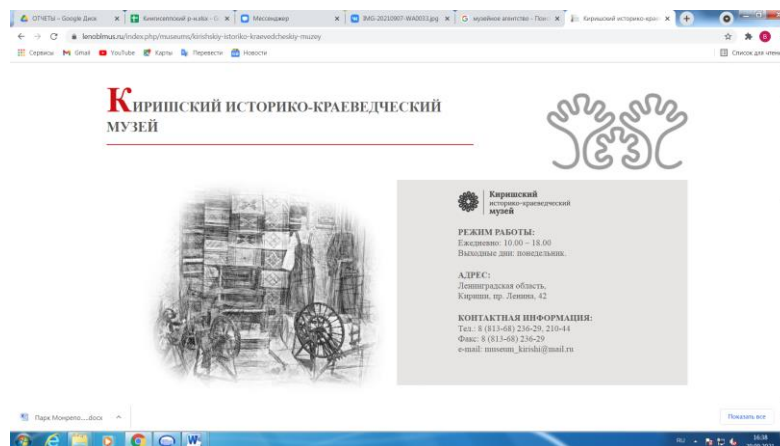 ОТЧЕТЫ – Google Диск
Мессенджер
IMG-20210907-WA0033.jpg
музейное агентство - Пои
Киришский историко-крае
lenoblmus.ru/index.php/museums/kirishskiy-istoriko-kraevedcheskiy-muzey
Сервисы
Gmail
YouTube
Карты
Перевести
Новости
Список для чтен
КИРИШСКИЙ ИСТОРИКО-КРАЕВЕДЧЕСКИЙ
МУЗЕЙ
Киришский
историко-краеведческий
музей
РЕЖИМ РАБОТЫ:
Ежедневно: 10.00 – 18.00
Выходные дни: понедельник.
АДРЕС:
Ленинградская область,
Кириши, пр. Ленина, 42
КОНТАКТНАЯ ИНФОРМАЦИЯ:
Тел.: 8 (813-68) 236-29, 210-44
Факс: 8 (813-68) 236-29
e-mail: museum_kirishi@mail.ru
Парк Монрепо....docx
Показать все
RU
16:38